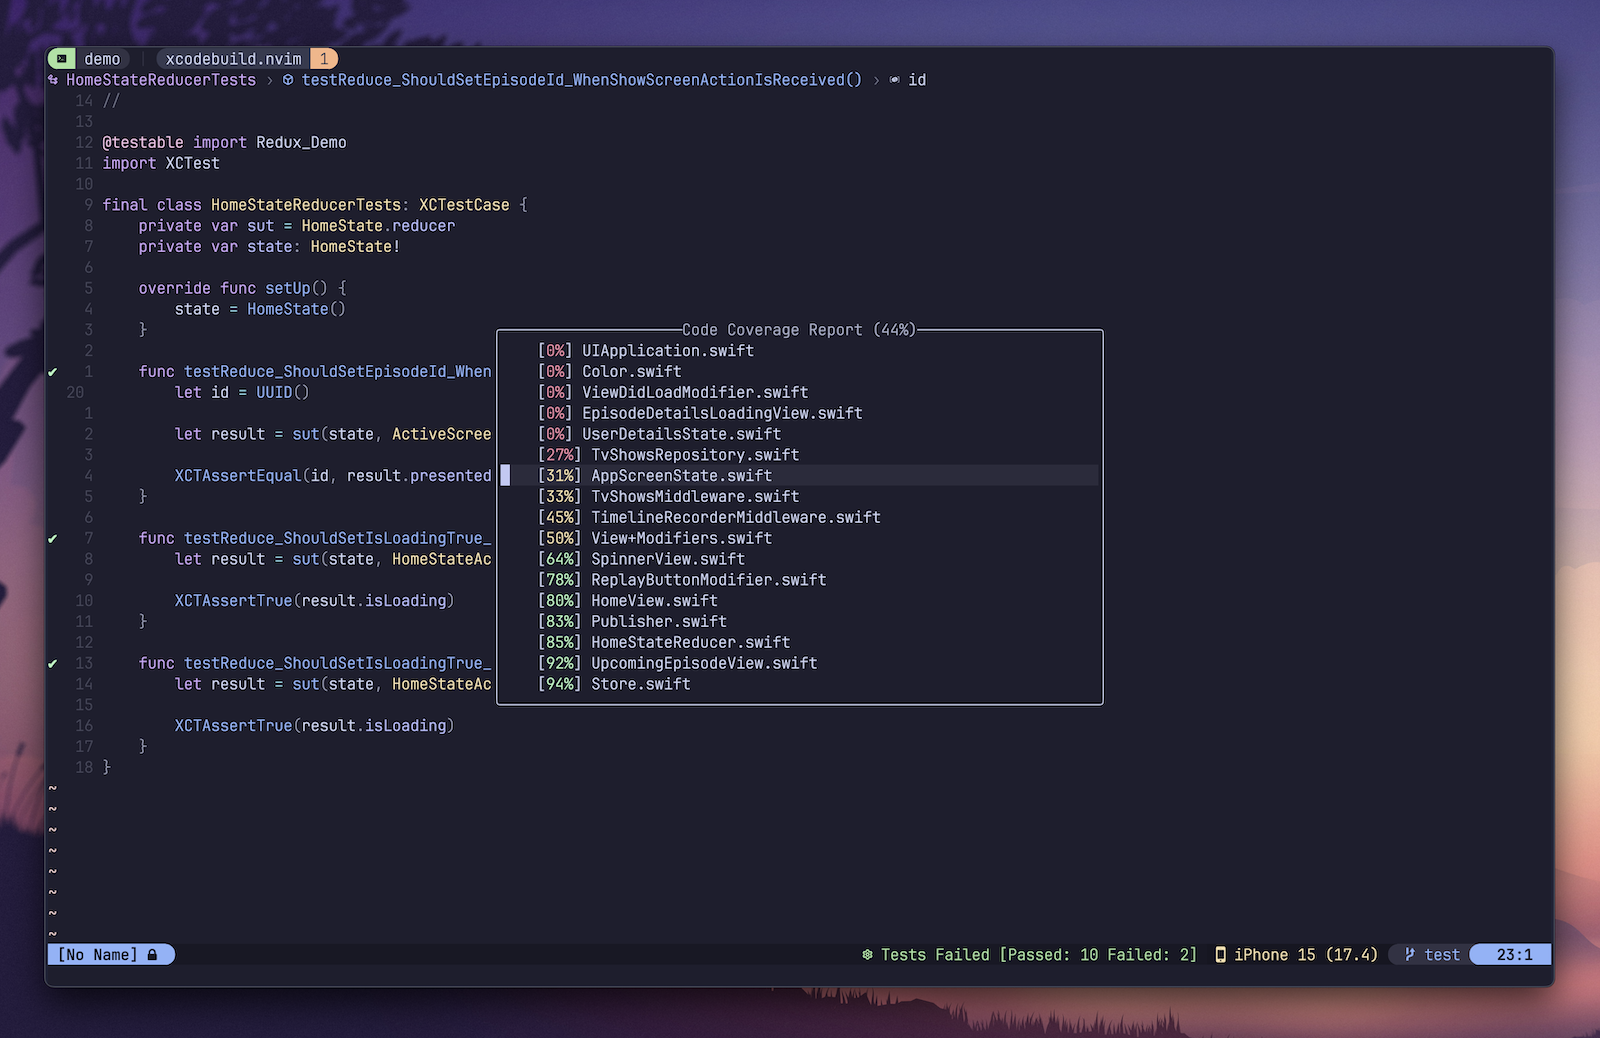 demo xcodebuild.nvim 1
HomeStateReducerTests › testReduce_ShouldSetEpisodeId_WhenShowScreenActionIsReceived() › id
14 //
13
12 @testable import Redux_Demo
11 import XCTest
10
9 final class HomeStateReducerTests: XCTestCase {
8 private var sut = HomeState.reducer
7 private var state: HomeState!
6
5 override func setUp() {
4 state = HomeState()
3 }
2
1 func testReduce_ShouldSetEpisodeId_When
20 let id = UUID()
1
2 let result = sut(state, ActiveScree
3
4 XCTAssertEqual(id, result.presented
5 }
6
7 func testReduce_ShouldSetIsLoadingTrue_
8 let result = sut(state, HomeStateAc
9
10 XCTAssertTrue(result.isLoading)
11 }
12
13 func testReduce_ShouldSetIsLoadingTrue_
14 let result = sut(state, HomeStateAc
15
16 XCTAssertTrue(result.isLoading)
17 }
18 }
~
~
~
~
~
~
~
~
Code Coverage Report (44%)
[0%] UIApplication.swift
[0%] Color.swift
[0%] ViewDidLoadModifier.swift
[0%] EpisodeDetailsLoadingView.swift
[0%] UserDetailsState.swift
[27%] TvShowsRepository.swift
[31%] AppScreenState.swift
[33%] TvShowsMiddleware.swift
[45%] TimelineRecorderMiddleware.swift
[50%] View+Modifiers.swift
[64%] SpinnerView.swift
[78%] ReplayButtonModifier.swift
[80%] HomeView.swift
[83%] Publisher.swift
[85%] HomeStateReducer.swift
[92%] UpcomingEpisodeView.swift
[94%] Store.swift
[No Name] Tests Failed [Passed: 10 Failed: 2] iPhone 15 (17.4) test 23:1